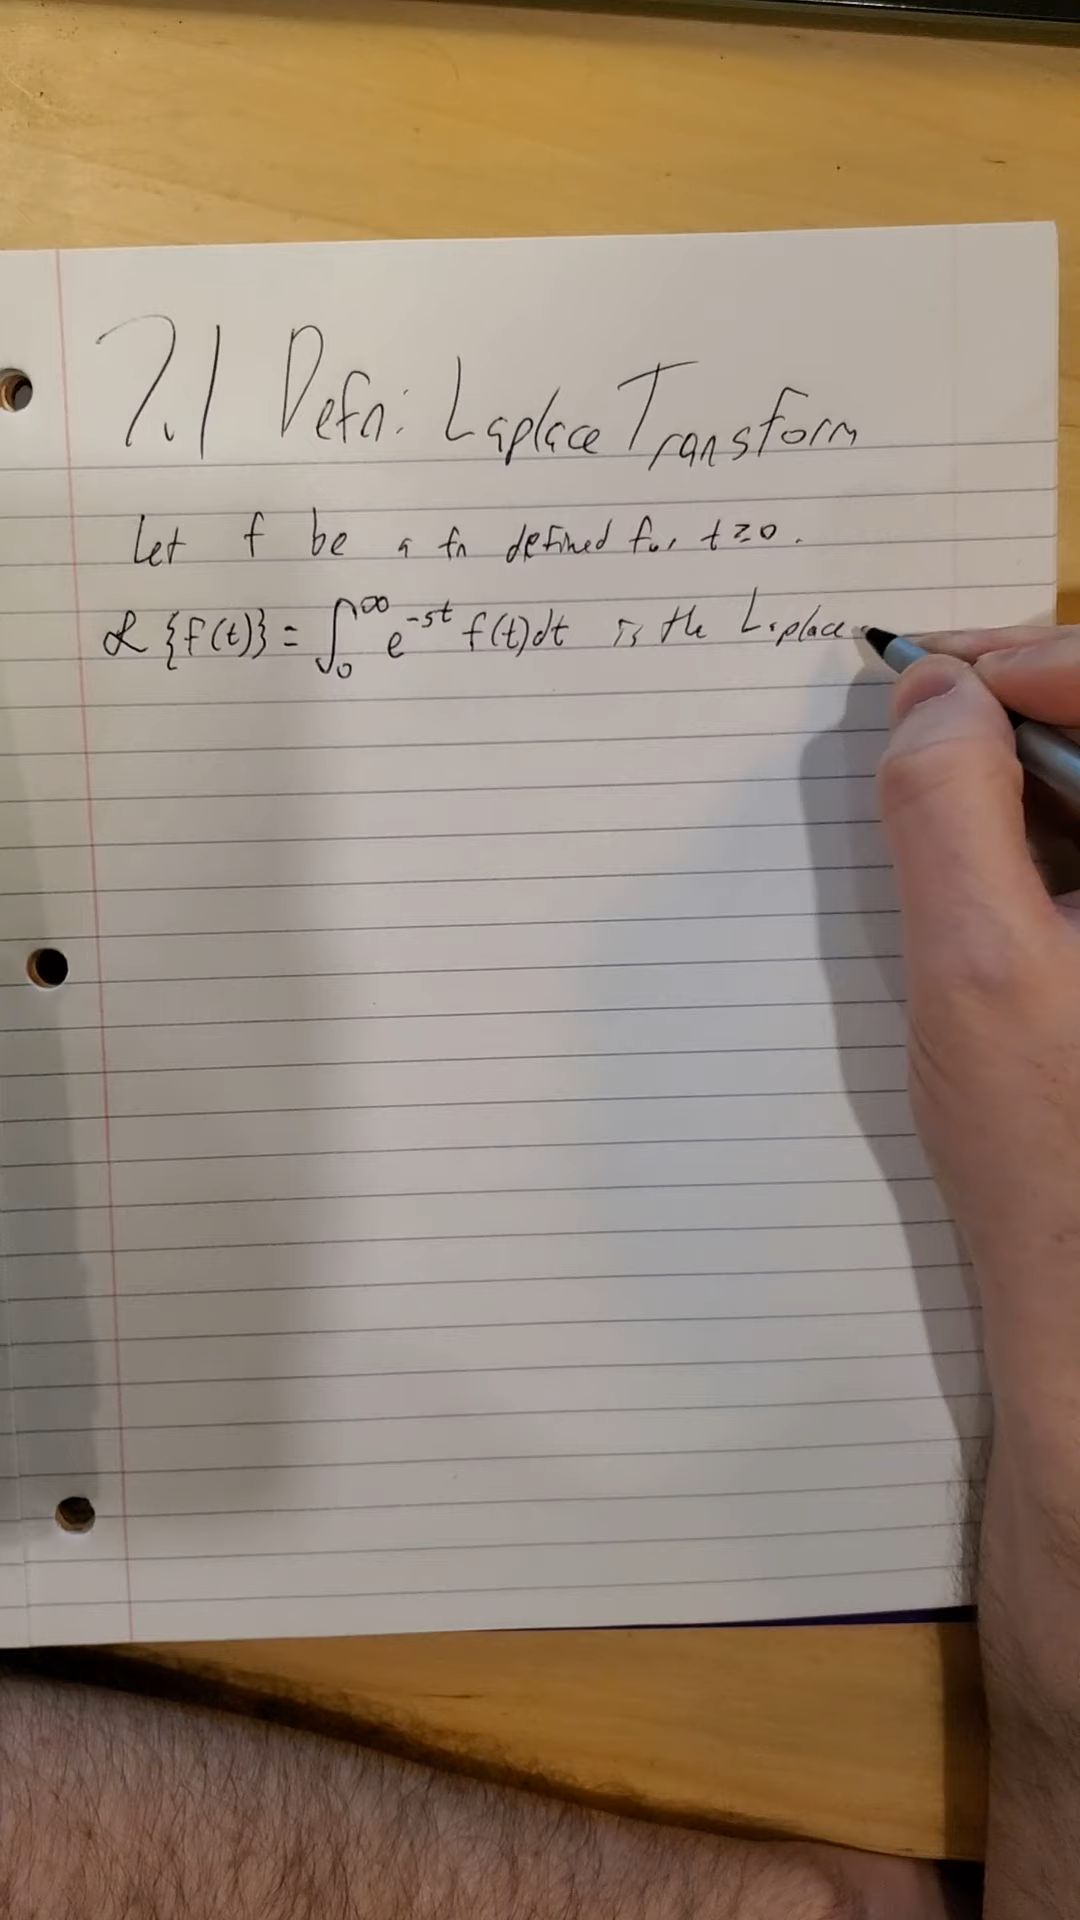 7.1 Defn: Laplace Transform
Let f be a fn defined for t≥0.
ℒ{f(t)} = ∫₀^∞ e^-st f(t)dt is the Laplace